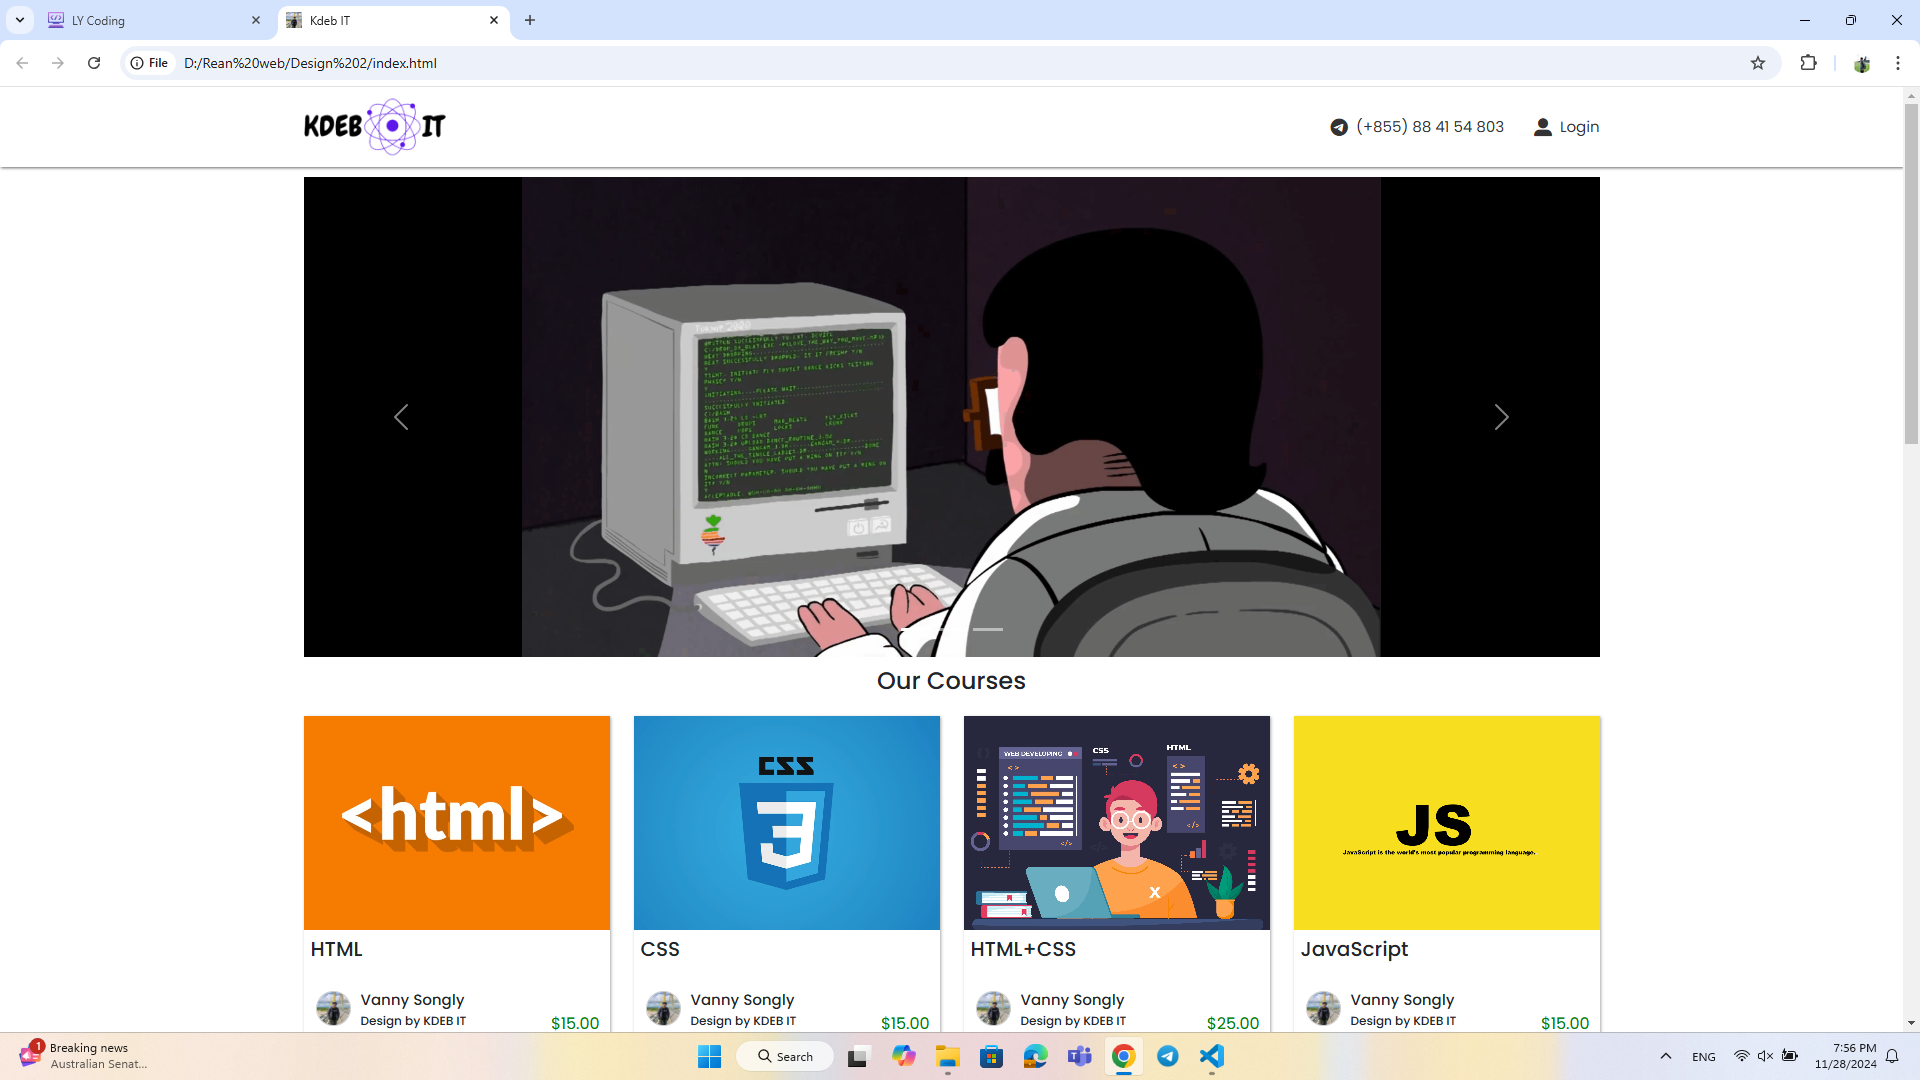 LY Coding
Kdeb IT
File
D:/Rean%20web/Design%202/index.html
KDEB IT
(+855) 88 41 54 803
Login
Our Courses
<html>
CSS
WEB DEVELOPING
CSS
HTML
JS
JavaScript is the world's most popular programming language.
HTML
CSS
HTML+CSS
JavaScript
Vanny Songly
Design by KDEB IT
$15.00
Vanny Songly
Design by KDEB IT
$15.00
Vanny Songly
Design by KDEB IT
$25.00
Vanny Songly
Design by KDEB IT
$15.00
1
Breaking news
Australian Senat...
Search
ENG
7:56 PM
11/28/2024